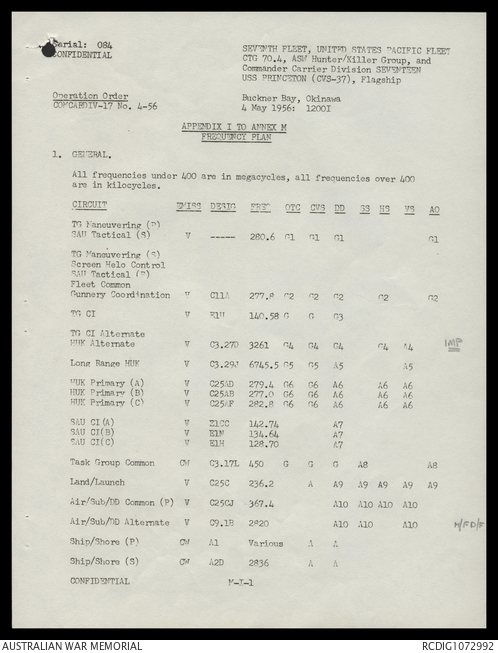 Serial: 084
CONFIDENTIAL
SEVENTH FLEET, UNITED STATES PACIFIC FLEET
CTG 70.4, ASW Hunter/Killer Group, and
Commander Carrier Division SEVENTEEN
USS PRINCETON (CVS-37), Flagship
Operation Order
COMCARDIV-17 No. 4-56
Buckner Bay, Okinawa
4 May 1956: 1200I
APPENDIX I TO ANNEX M
FREQUENCY PLAN
1. GENERAL.
All frequencies under 400 are in megacycles, all frequencies over 400
are in kilocycles.
CIRCUIT EMISS DESIG FREQ OTC CVS DD GS HS VS AO
TG Maneuvering (P)
SAU Tactical (S) V ----- 280.6 G1 G1 G1 G1
TG Maneuvering (S)
Screen Helo Control
SAU Tactical (P)
Fleet Common
Gunnery Coordination V C11A 277.8 G2 G2 G2 G2 G2
TG CI V E1U 140.58 G G G3
TG CI Alternate
HUK Alternate V C3.27D 3261 G4 G4 G4 G4 A4 IMP
Long Range HUK V C3.29J 6745.5 G5 G5 A5 A5
HUK Primary (A) V C25AD 279.4 G6 G6 A6 A6 A6
HUK Primary (B) V C25AB 277.0 G6 G6 A6 A6 A6
HUK Primary (C) V C25AF 282.8 G6 G6 A6 A6 A6
SAU CI(A) V E1CC 142.74 A7
SAU CI(B) V E1N 134.64 A7
SAU CI(C) V E1H 128.70 A7
Task Group Common CW C3.17L 450 G G G A8 A8
Land/Launch V C25C 236.2 A A9 A9 A9 A9 A9
Air/Sub/DD Common (P) V C25CJ 367.4 A10 A10 A10 A10
Air/Sub/DD Alternate V C9.1B 2820 A10 A10 A10
Ship/Shore (P) CW A1 Various A A
Ship/Shore (S) CW A2D 2836 A A
CONFIDENTIAL M-I-1
AUSTRALIAN WAR MEMORIAL
RCDIG1072992